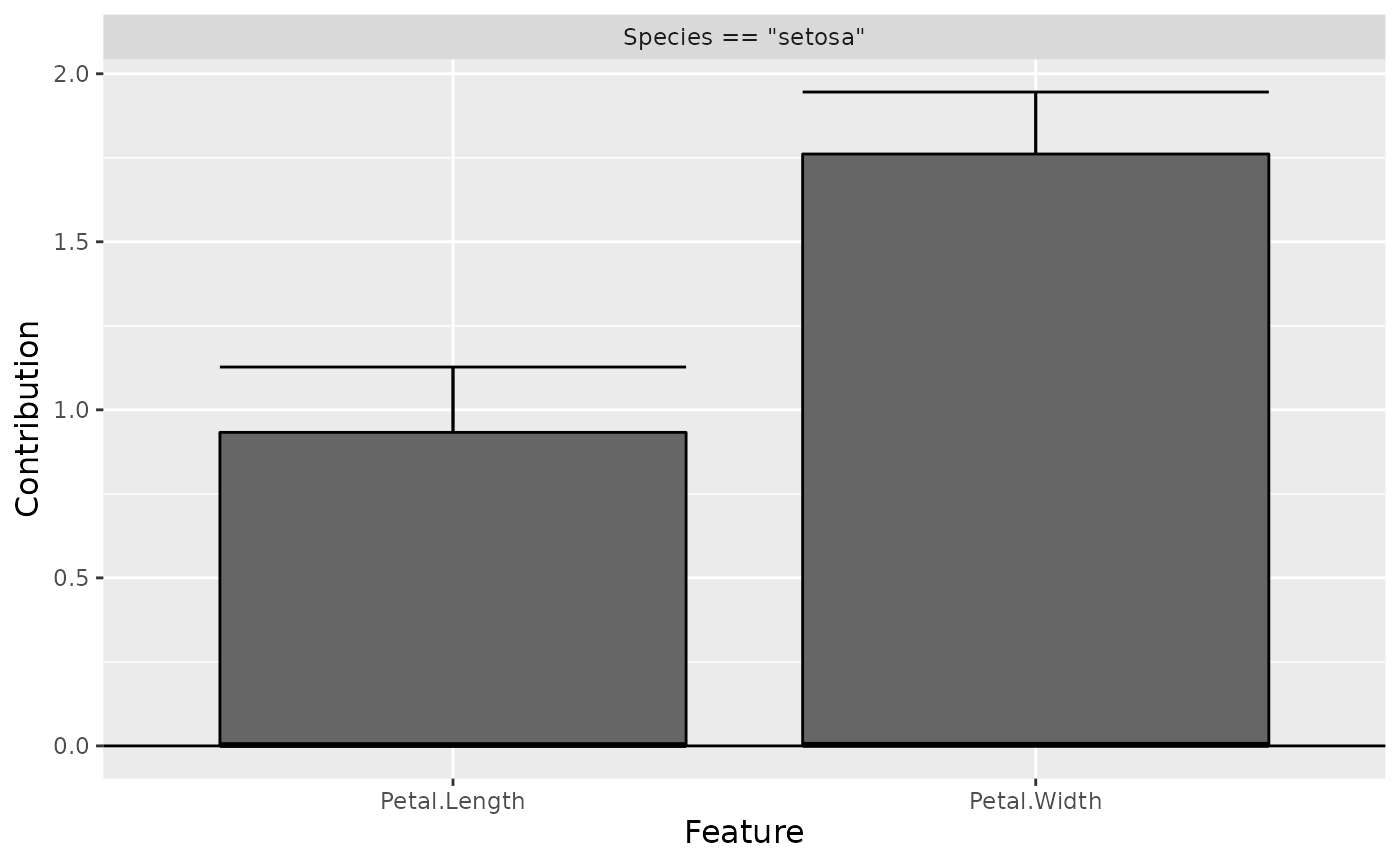 Species == "setosa"
2.0
1.5
1.0
0.5
0.0
Contribution
Petal.Length
Petal.Width
Feature